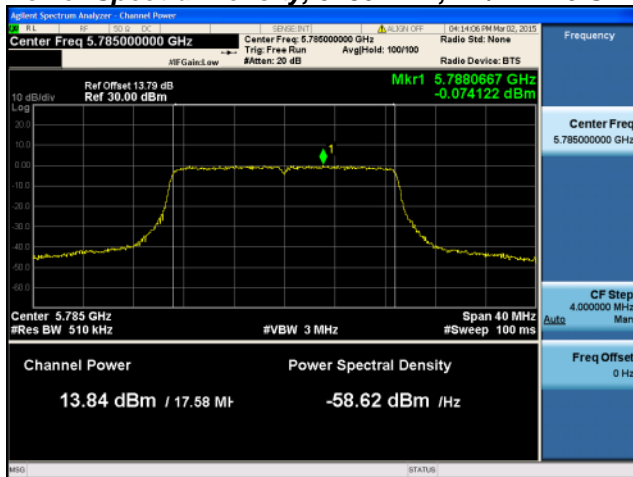 Agilent Spectrum Analyzer - Channel Power
RL RF 50 Ω DC SENSE:INT ALIGN OFF 04:14:06 PM Mar 02, 2015
Center Freq 5.785000000 GHz
Center Freq: 5.785000000 GHz
Radio Std: None
Trig: Free Run Avg|Hold: 100/100
#IFGain:Low #Atten: 20 dB Radio Device: BTS
Mkr1 5.7880667 GHz
-0.074122 dBm
Ref Offset 13.79 dB
10 dB/div Ref 30.00 dBm
Log
20.0
10.0
0.00
-10.0
-20.0
-30.0
-40.0
-50.0
-60.0
1
Center 5.785 GHz Span 40 MHz
#Res BW 510 kHz #VBW 3 MHz #Sweep 100 ms
Channel Power Power Spectral Density
13.84 dBm / 17.58 MH -58.62 dBm /Hz
MSG STATUS
Frequency
Center Freq
5.785000000 GHz
CF Step
4.000000 MHz
Auto Man
Freq Offset
0 Hz